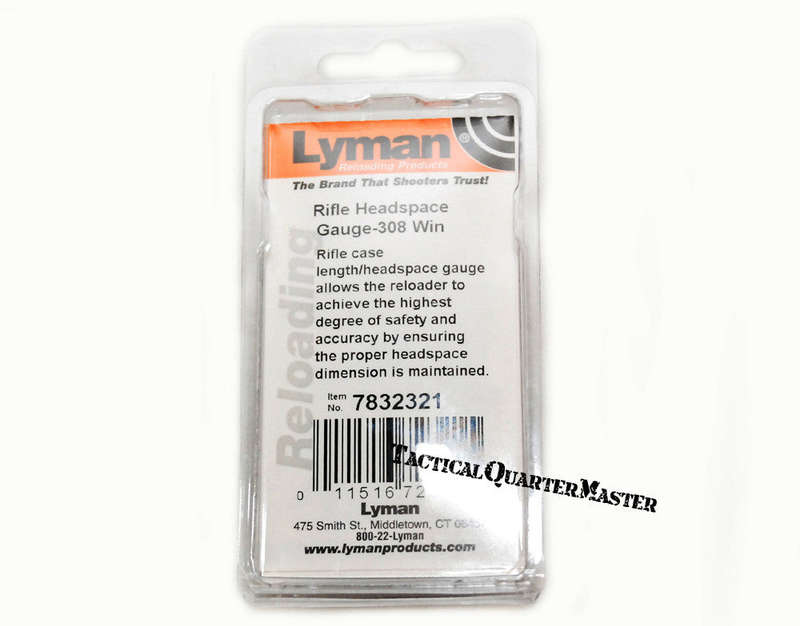 Lyman®
Reloading Products
The Brand That Shooters Trust!
Rifle Headspace
Gauge-308 Win
Rifle case
length/headspace gauge
allows the reloader to
achieve the highest
degree of safety and
accuracy by ensuring
the proper headspace
dimension is maintained.
Reloading
Item
No. 7832321
0 11516 72
TACTICALQUARTERMASTER
Lyman
475 Smith St., Middletown, CT
800-22-Lyman
www.lymanproducts.com